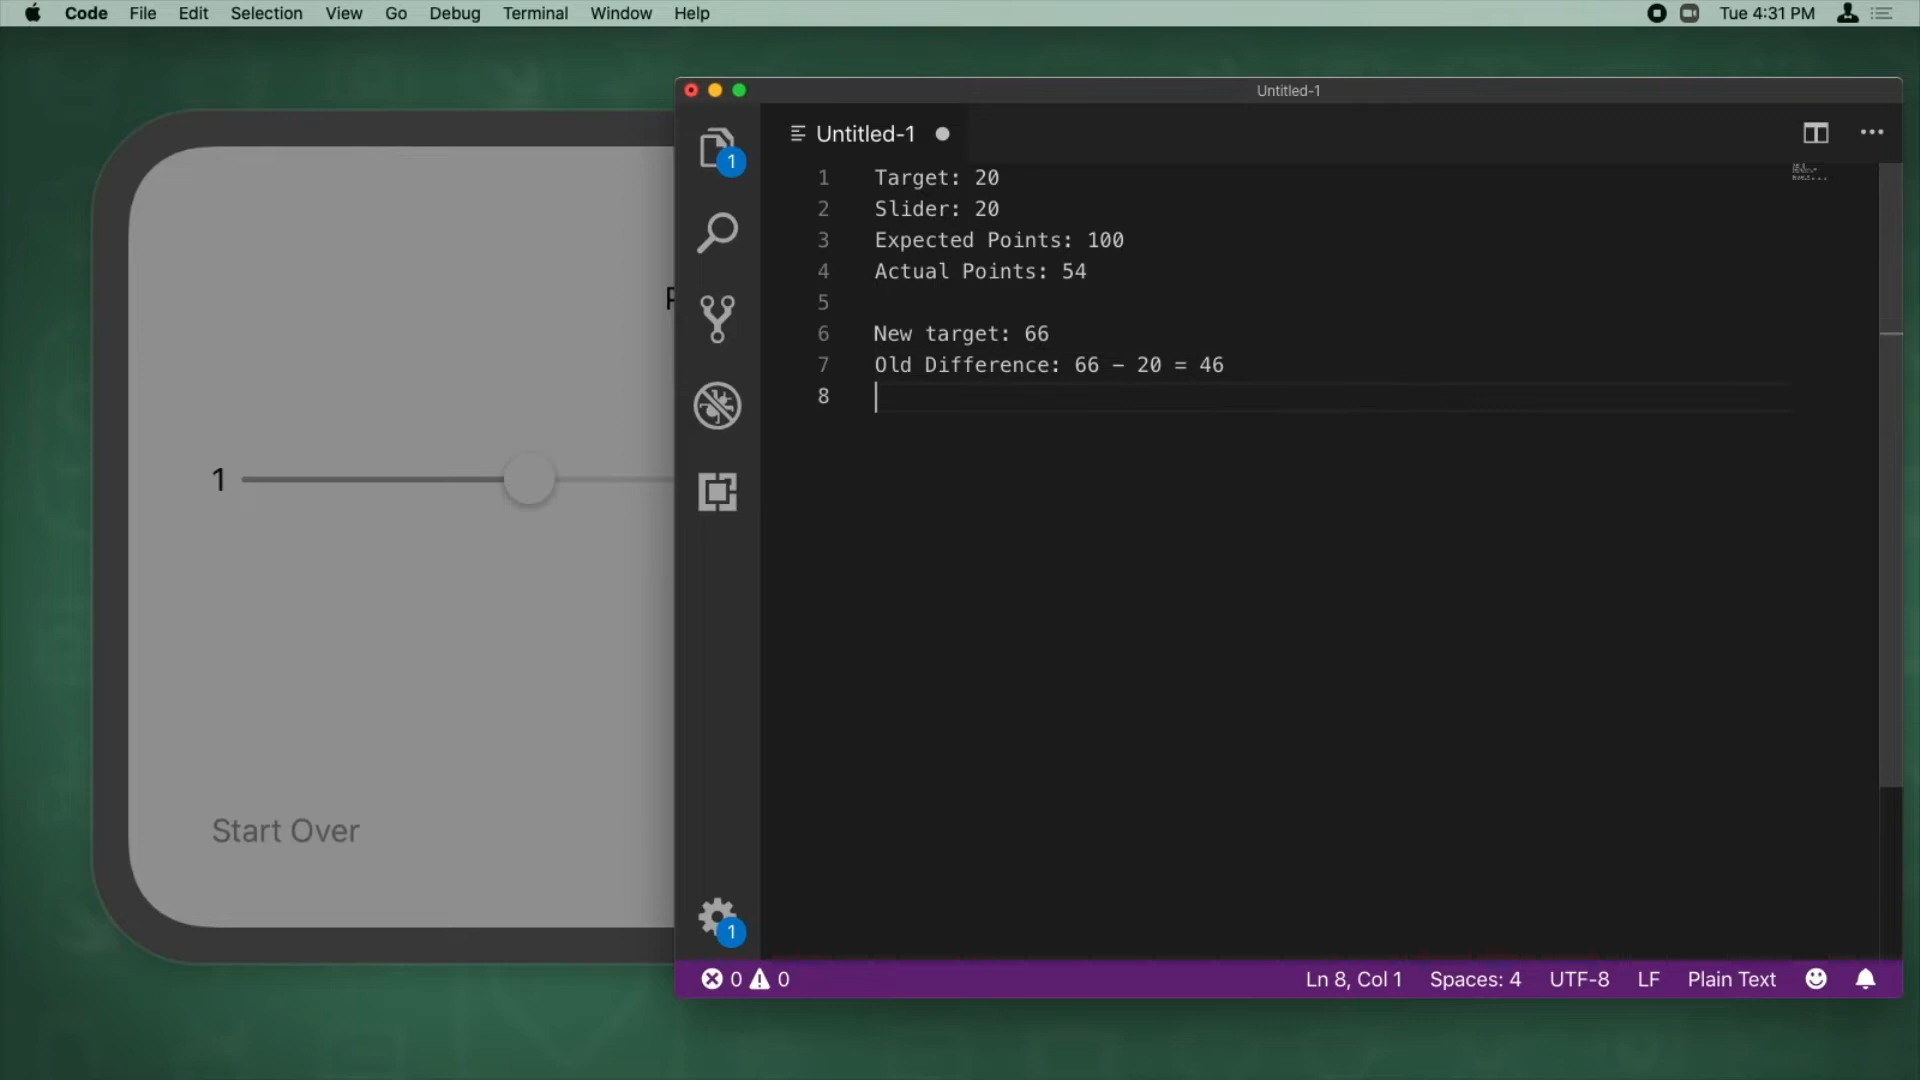 Code File Edit Selection View Go Debug Terminal Window Help Tue 4:31 PM
Untitled-1
Untitled-1
1
1 Target: 20
2 Slider: 20
3 Expected Points: 100
4 Actual Points: 54
5
6 New target: 66
7 Old Difference: 66 - 20 = 46
8
1
Start Over
1
0 0 Ln 8, Col 1 Spaces: 4 UTF-8 LF Plain Text